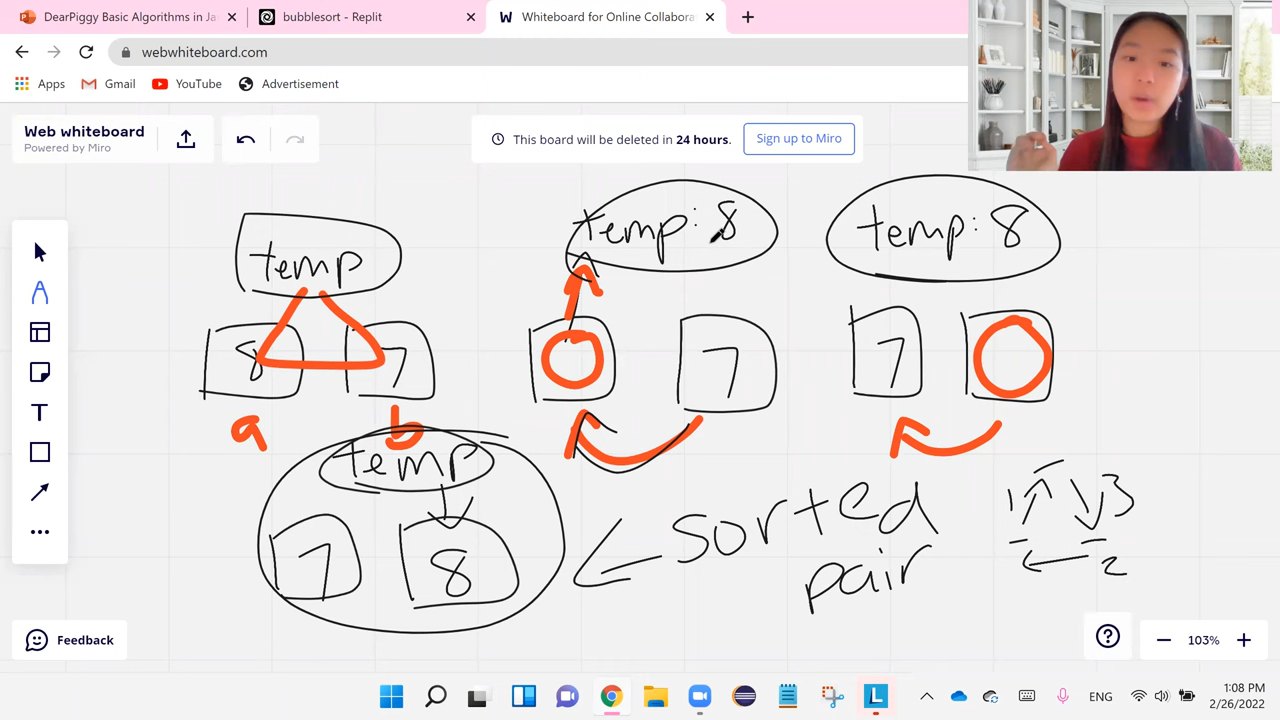 DearPiggy Basic Algorithms in Ja
bubblesort - Replit
Whiteboard for Online Collabora
webwhiteboard.com
Apps
Gmail
YouTube
Advertisement
Web whiteboard
Powered by Miro
This board will be deleted in 24 hours.
Sign up to Miro
temp
temp: 8
temp: 8
8 7
7
7
a b
temp
7 8
sorted
pair
1 3
2
T
Feedback
?
103%
L
ENG
1:08 PM
2/26/2022